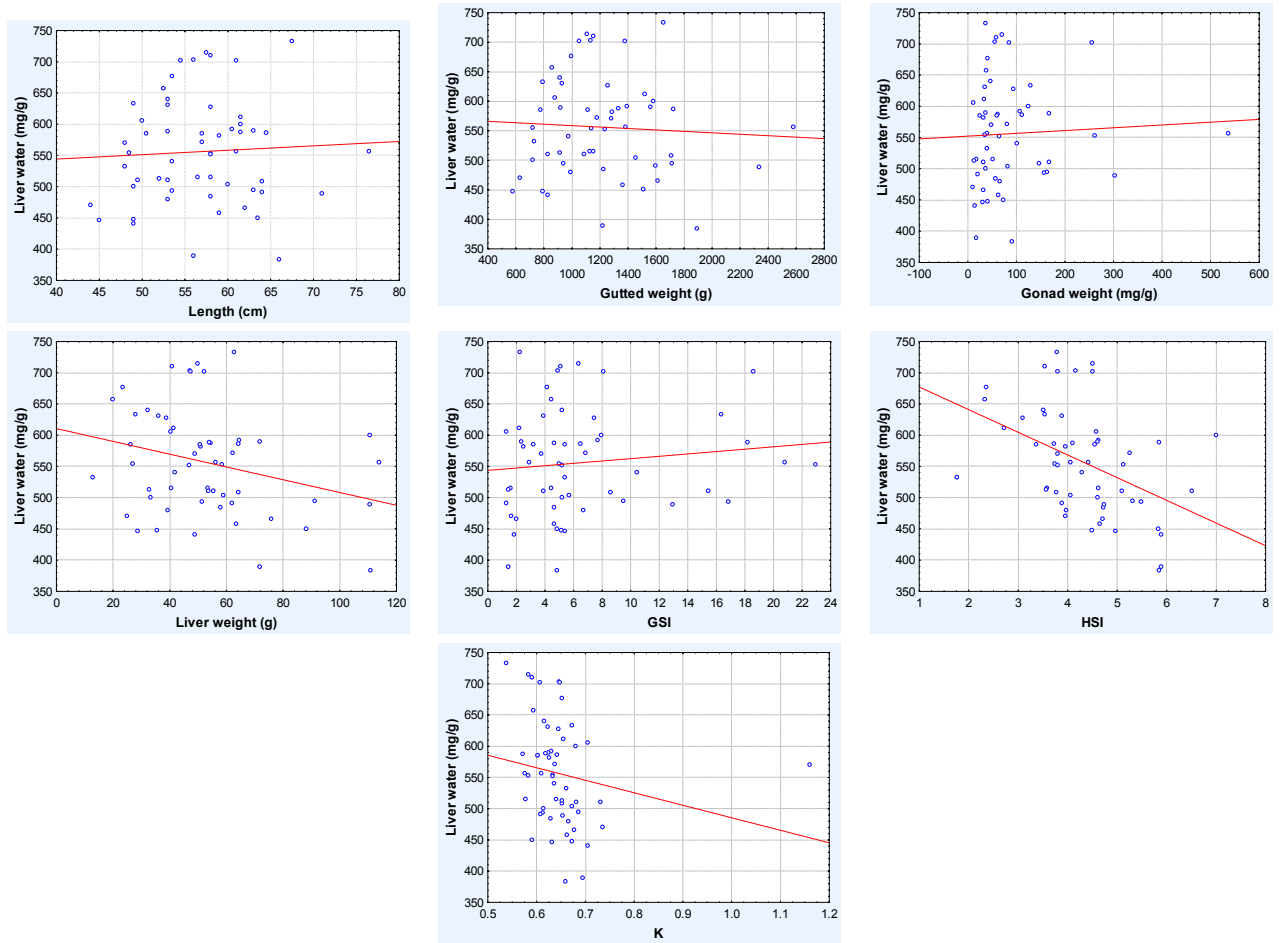 750
700
650
600
550
500
450
400
350
Liver water (mg/g)
40 45 50 55 60 65 70 75 80
Length (cm)
750
700
650
600
550
500
450
400
350
Liver water (mg/g)
400 800 1200 1600 2000 2400 2800
600 1000 1400 1800 2200 2600
Gutted weight (g)
750
700
650
600
550
500
450
400
350
Liver water (mg/g)
-100 0 100 200 300 400 500 600
Gonad weight (mg/g)
750
700
650
600
550
500
450
400
350
Liver water (mg/g)
0 20 40 60 80 100 120
Liver weight (g)
750
700
650
600
550
500
450
400
350
Liver water (mg/g)
0 2 4 6 8 10 12 14 16 18 20 22 24
GSI
750
700
650
600
550
500
450
400
350
Liver water (mg/g)
1 2 3 4 5 6 7 8
HSI
750
700
650
600
550
500
450
400
350
Liver water (mg/g)
0.5 0.6 0.7 0.8 0.9 1.0 1.1 1.2
K